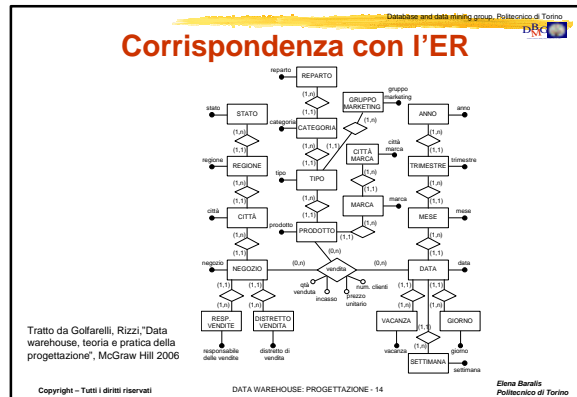 Database and data mining group, Politecnico di Torino
DBMG
Corrispondenza con l'ER
reparto
REPARTO
gruppo
marketing
(1,n)
GRUPPO
MARKETING
stato
STATO
ANNO
anno
(1,1)
(1,n)
(1,n)
(1,n)
categoria
CATEGORIA
città
marca
(1,1)
(1,n)
(1,1)
CITTÀ
MARCA
(1,1)
regione
REGIONE
TRIMESTRE
trimestre
tipo
(1,1)
TIPO
(1,n)
(1,n)
(1,n)
(1,n)
(1,1)
(1,1)
(1,1)
città
CITTÀ
MARCA
marca
MESE
mese
(1,1)
prodotto
PRODOTTO
(1,n)
(1,n)
(1,n)
(1,1)
(0,n)
(1,1)
(1,1)
negozio
NEGOZIO
(0,n)
vendita
(0,n)
DATA
data
(1,1)
(1,1)
qtà
venduta
incasso
prezzo
unitario
num. clienti
(1,1)
(1,1)
(1,n)
(1,n)
(1,n)
(1,1)
(1,n)
RESP.
VENDITE
DISTRETTO
VENDITA
VACANZA
GIORNO
responsabile
delle vendite
distretto di
vendita
vacanza
(1,n)
giorno
SETTIMANA
settimana
Tratto da Golfarelli, Rizzi,"Data
warehouse, teoria e pratica della
progettazione", McGraw Hill 2006
Copyright – Tutti i diritti riservati
DATA WAREHOUSE: PROGETTAZIONE - 14
Elena Baralis
Politecnico di Torino